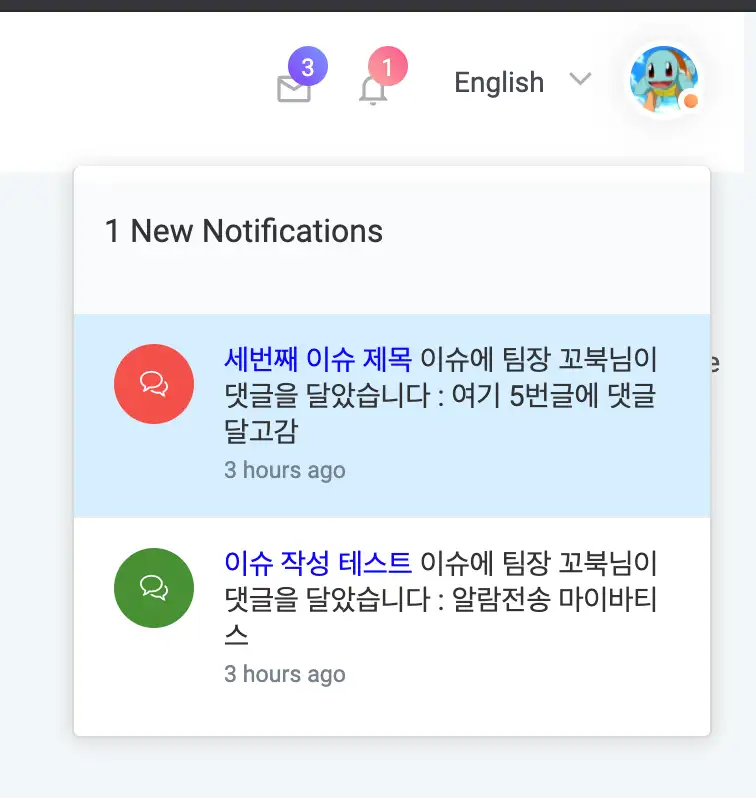 3
1
English
1 New Notifications
세번째 이슈 제목 이슈에 팀장 꼬북님이
댓글을 달았습니다 : 여기 5번글에 댓글
달고감
3 hours ago
이슈 작성 테스트 이슈에 팀장 꼬북님이
댓글을 달았습니다 : 알람전송 마이바티
스
3 hours ago